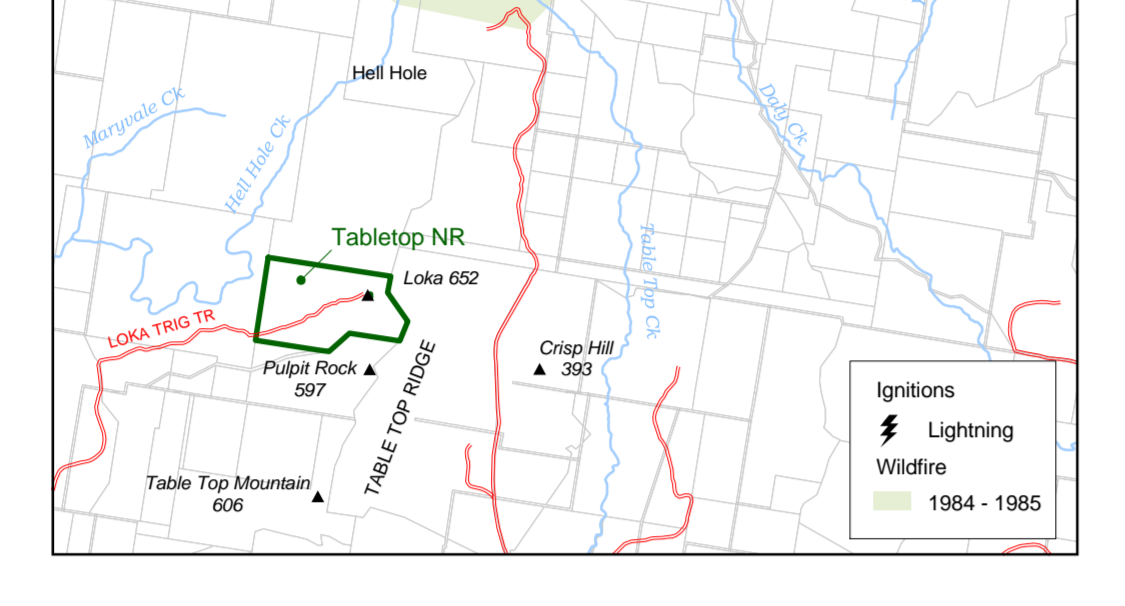 Hell Hole
Maryvale Ck
Daly Ck
Hell Hole Ck
Tabletop NR
Table Top Ck
Loka 652
LOKA TRIG TR
Crisp Hill
393
Pulpit Rock
597
TABLE TOP RIDGE
Table Top Mountain
606
Ignitions
Lightning
Wildfire
1984 - 1985